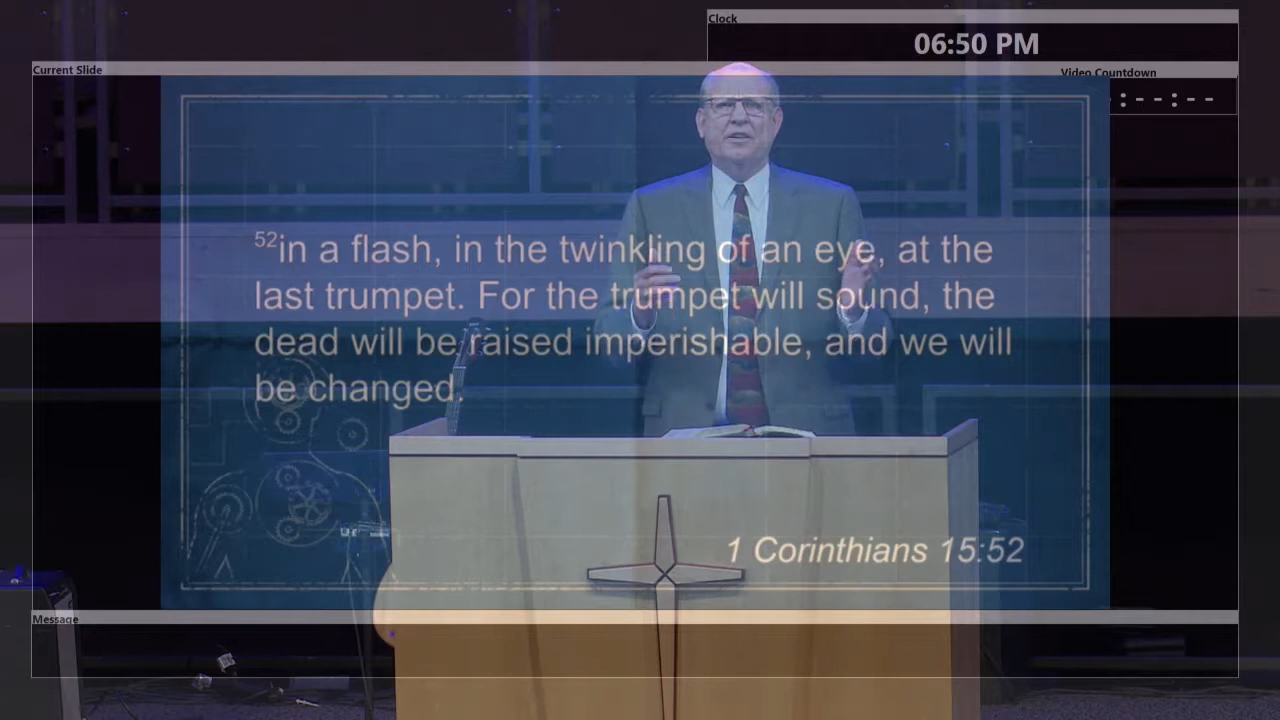 Clock
06:50 PM
Current Slide
Video Countdown
:--:--
52in a flash, in the twinkling of an eye, at the
last trumpet. For the trumpet will sound, the
dead will be raised imperishable, and we will
be changed.
1 Corinthians 15:52
Message